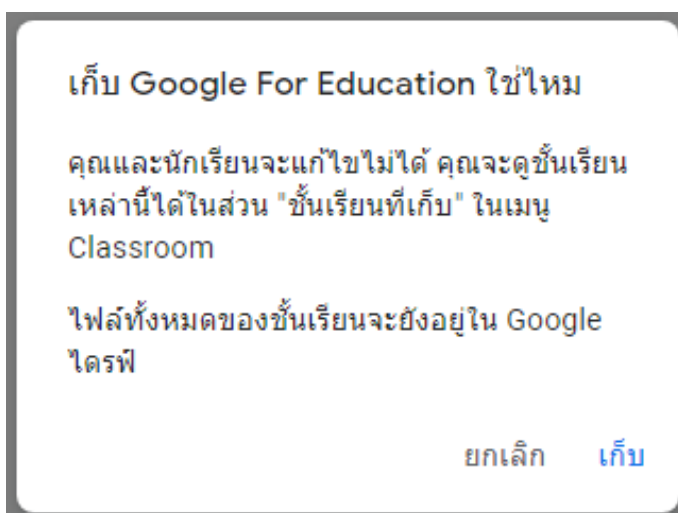 เก็บ Google For Education ใช่ไหม
คุณและนักเรียนจะแก้ไขไม่ได้ คุณจะดูชั้นเรียน
เหล่านี้ได้ในส่วน "ชั้นเรียนที่เก็บ" ในเมนู
Classroom
ไฟล์ทั้งหมดของชั้นเรียนจะยังอยู่ใน Google
ไดรฟ์
ยกเลิก เก็บ